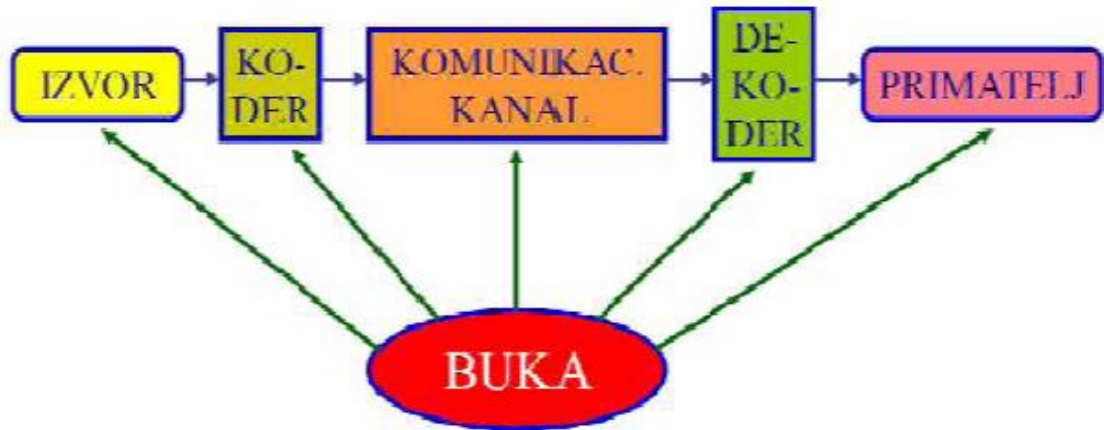 IZVOR
KO-
DER
KOMUNIKAC.
KANAL
DE-
KO-
DER
PRIMATELJ
BUKA